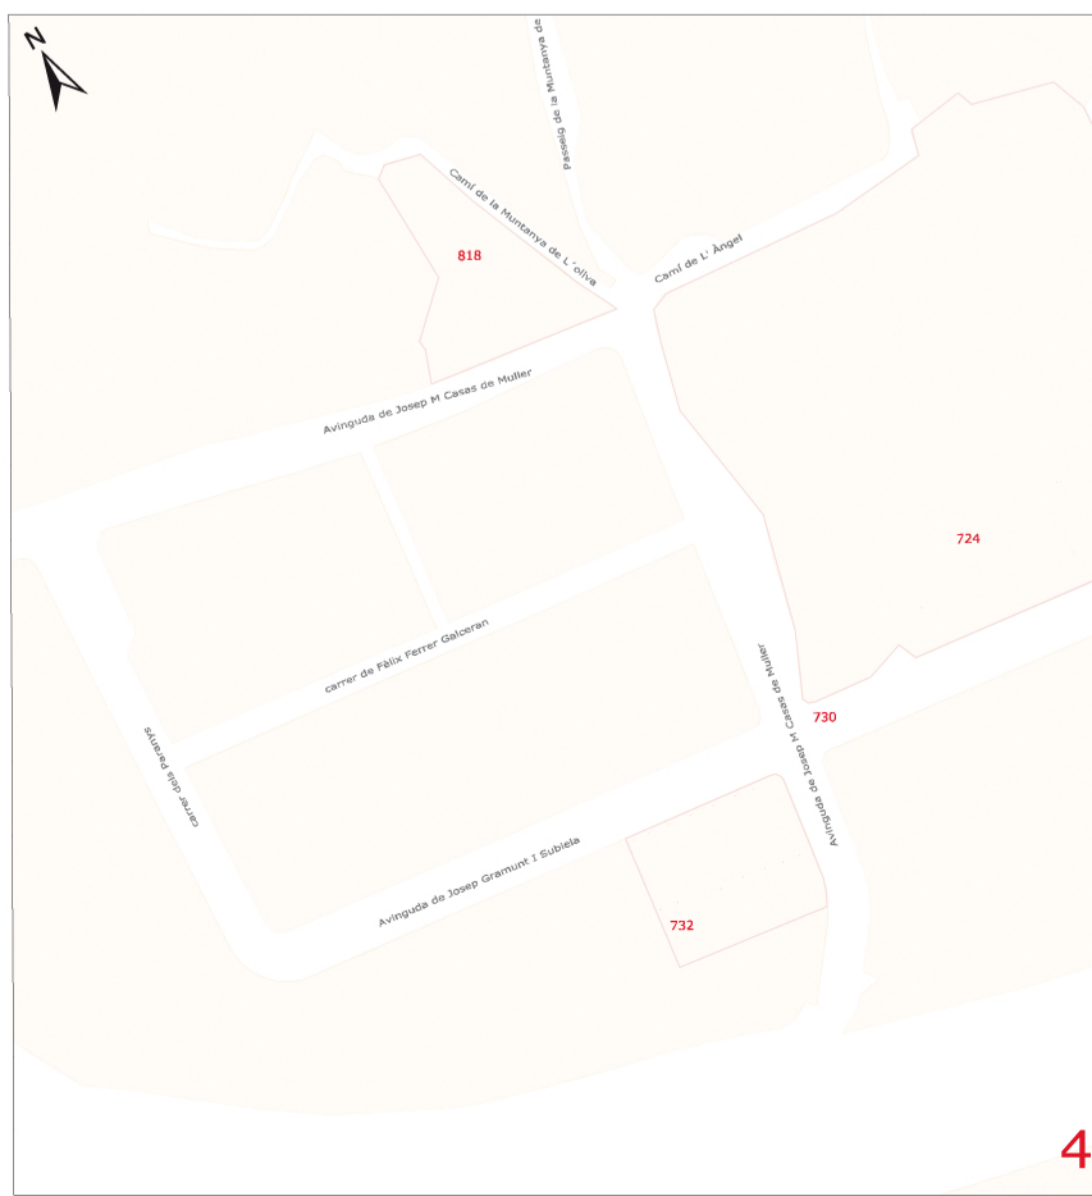 N
Passeig de la Muntanya de
Camí de la Muntanya de L´oliva
Camí de L' Àngel
818
Avinguda de Josep M Casas de Muller
724
carrer de Fèlix Ferrer Galceran
Avinguda de Josep M Casas de Muller
730
carrer dels Paranys
Avinguda de Josep Gramunt I Subiela
732
4